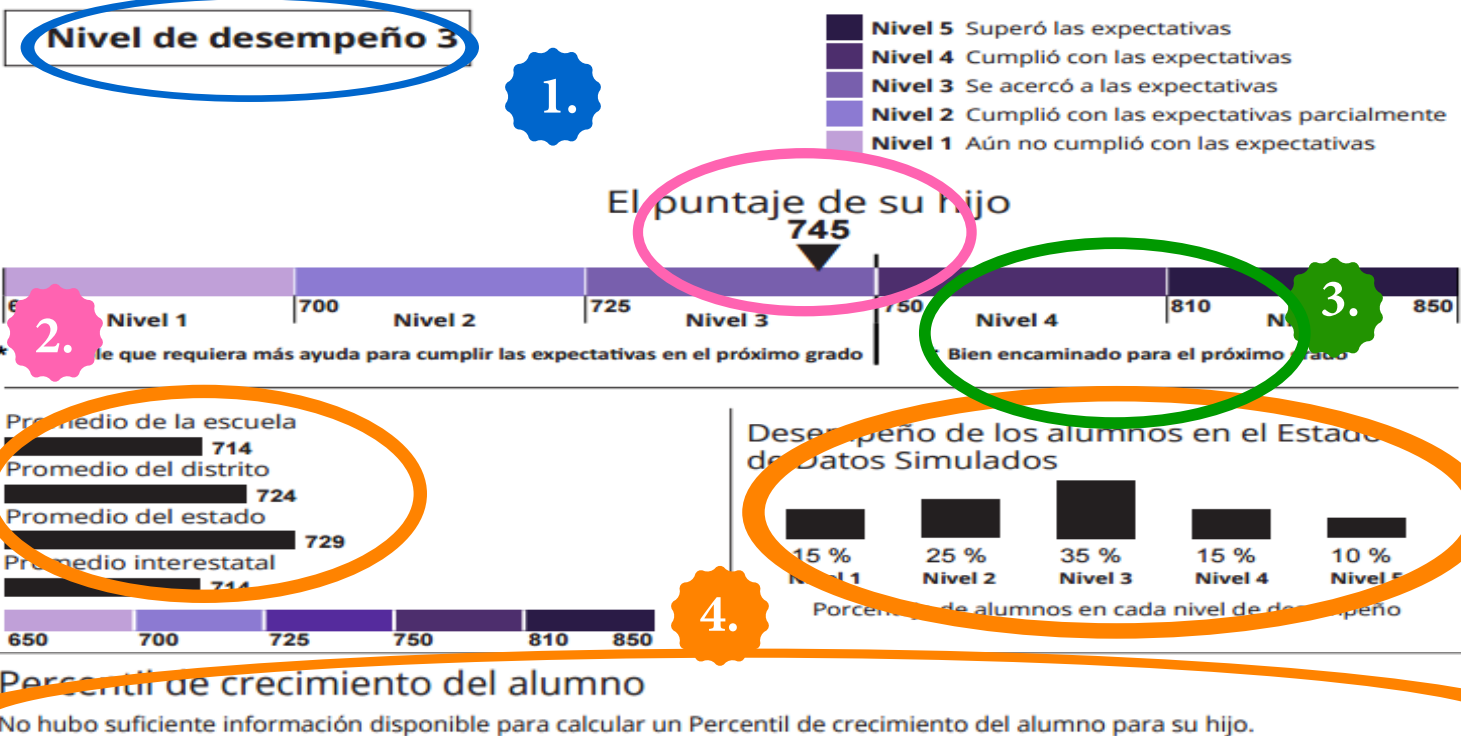 Nivel de desempeño 3
1.
Nivel 5 Superó las expectativas
Nivel 4 Cumplió con las expectativas
Nivel 3 Se acercó a las expectativas
Nivel 2 Cumplió con las expectativas parcialmente
Nivel 1 Aún no cumplió con las expectativas
El puntaje de su hijo
745
700 725 750 810 850
Nivel 1 Nivel 2 Nivel 3 Nivel 4
2.
3.
que requiera más ayuda para cumplir las expectativas en el próximo grado
* Bien encaminado para el próximo grado
Promedio de la escuela
714
Promedio del distrito
724
Promedio del estado
729
Promedio interestatal
714
650 700 725 750 810 850
4.
Desempeño de los alumnos en el Estado
de Datos Simulados
15 % 25 % 35 % 15 % 10 %
Nivel 1 Nivel 2 Nivel 3 Nivel 4 Nivel 5
Porcentaje de alumnos en cada nivel de desempeño
Percentil de crecimiento del alumno
No hubo suficiente información disponible para calcular un Percentil de crecimiento del alumno para su hijo.